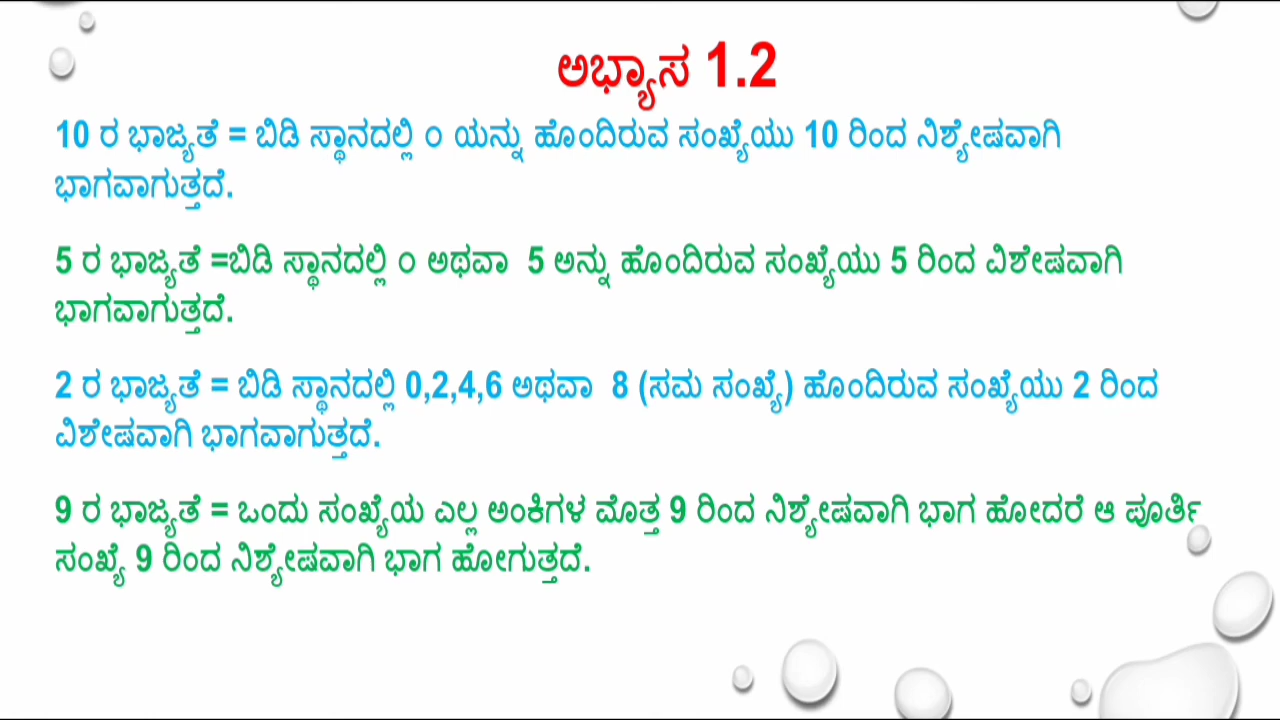 ಅಭ್ಯಾಸ 1.2
10 ರ ಭಾಜ್ಯತೆ = ಬಿಡಿ ಸ್ಥಾನದಲ್ಲಿ ೦ ಯನ್ನು ಹೊಂದಿರುವ ಸಂಖ್ಯೆಯು 10 ರಿಂದ ನಿಶ್ಯೇಷವಾಗಿ
ಭಾಗವಾಗುತ್ತದೆ.
5 ರ ಭಾಜ್ಯತೆ =ಬಿಡಿ ಸ್ಥಾನದಲ್ಲಿ ೦ ಅಥವಾ 5 ಅನ್ನು ಹೊಂದಿರುವ ಸಂಖ್ಯೆಯು 5 ರಿಂದ ವಿಶೇಷವಾಗಿ
ಭಾಗವಾಗುತ್ತದೆ.
2 ರ ಭಾಜ್ಯತೆ = ಬಿಡಿ ಸ್ಥಾನದಲ್ಲಿ 0,2,4,6 ಅಥವಾ 8 (ಸಮ ಸಂಖ್ಯೆ) ಹೊಂದಿರುವ ಸಂಖ್ಯೆಯು 2 ರಿಂದ
ವಿಶೇಷವಾಗಿ ಭಾಗವಾಗುತ್ತದೆ.
9 ರ ಭಾಜ್ಯತೆ = ಒಂದು ಸಂಖ್ಯೆಯ ಎಲ್ಲ ಅಂಕಿಗಳ ಮೊತ್ತ 9 ರಿಂದ ನಿಶ್ಯೇಷವಾಗಿ ಭಾಗ ಹೋದರೆ ಆ ಪೂರ್ತಿ
ಸಂಖ್ಯೆ 9 ರಿಂದ ನಿಶ್ಯೇಷವಾಗಿ ಭಾಗ ಹೋಗುತ್ತದೆ.